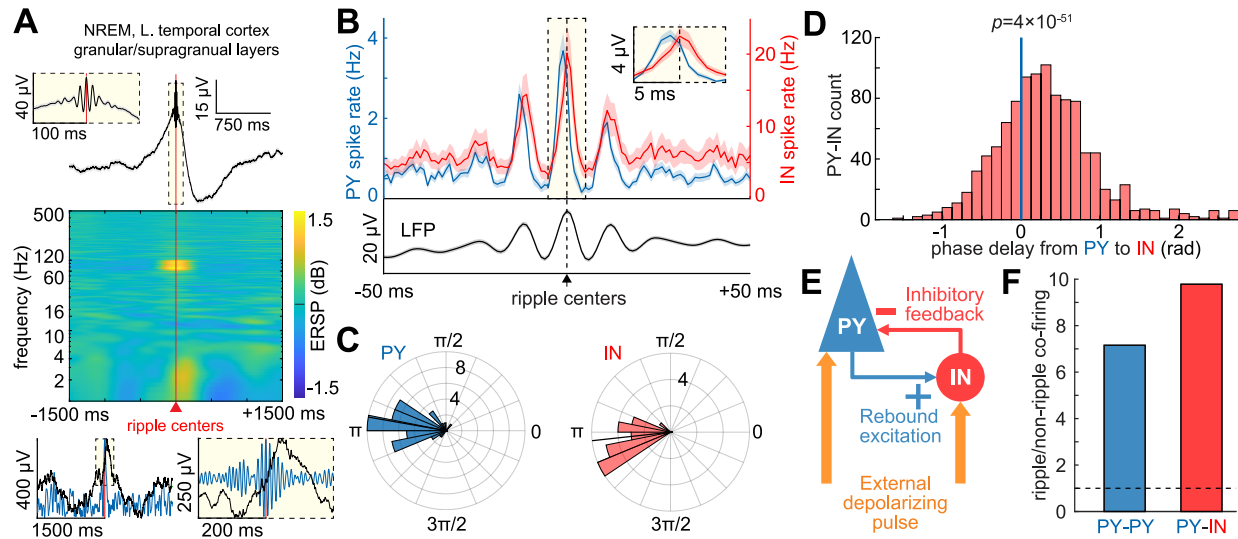 A
NREM, L. temporal cortex
granular/supragranual layers
40 μV
100 ms
15 μV
750 ms
frequency (Hz)
500
120
60
16
10
4
2
1.5
ERSP (dB)
-1.5
-1500 ms
+1500 ms
ripple centers
400 μV
1500 ms
250 μV
200 ms
B
PY spike rate (Hz)
4
2
0
4 μV
5 ms
IN spike rate (Hz)
20
15
10
5
0
20 μV
LFP
-50 ms
+50 ms
ripple centers
C
PY
π/2
8
4
π
0
3π/2
IN
π/2
4
π
0
3π/2
D
p=4×10-51
PY-IN count
120
80
40
0
-1
0
1
2
phase delay from PY to IN (rad)
E
PY
Inhibitory
feedback
IN
Rebound
excitation
External
depolarizing
pulse
F
ripple/non-ripple co-firing
10
8
6
4
2
0
PY-PY
PY-IN